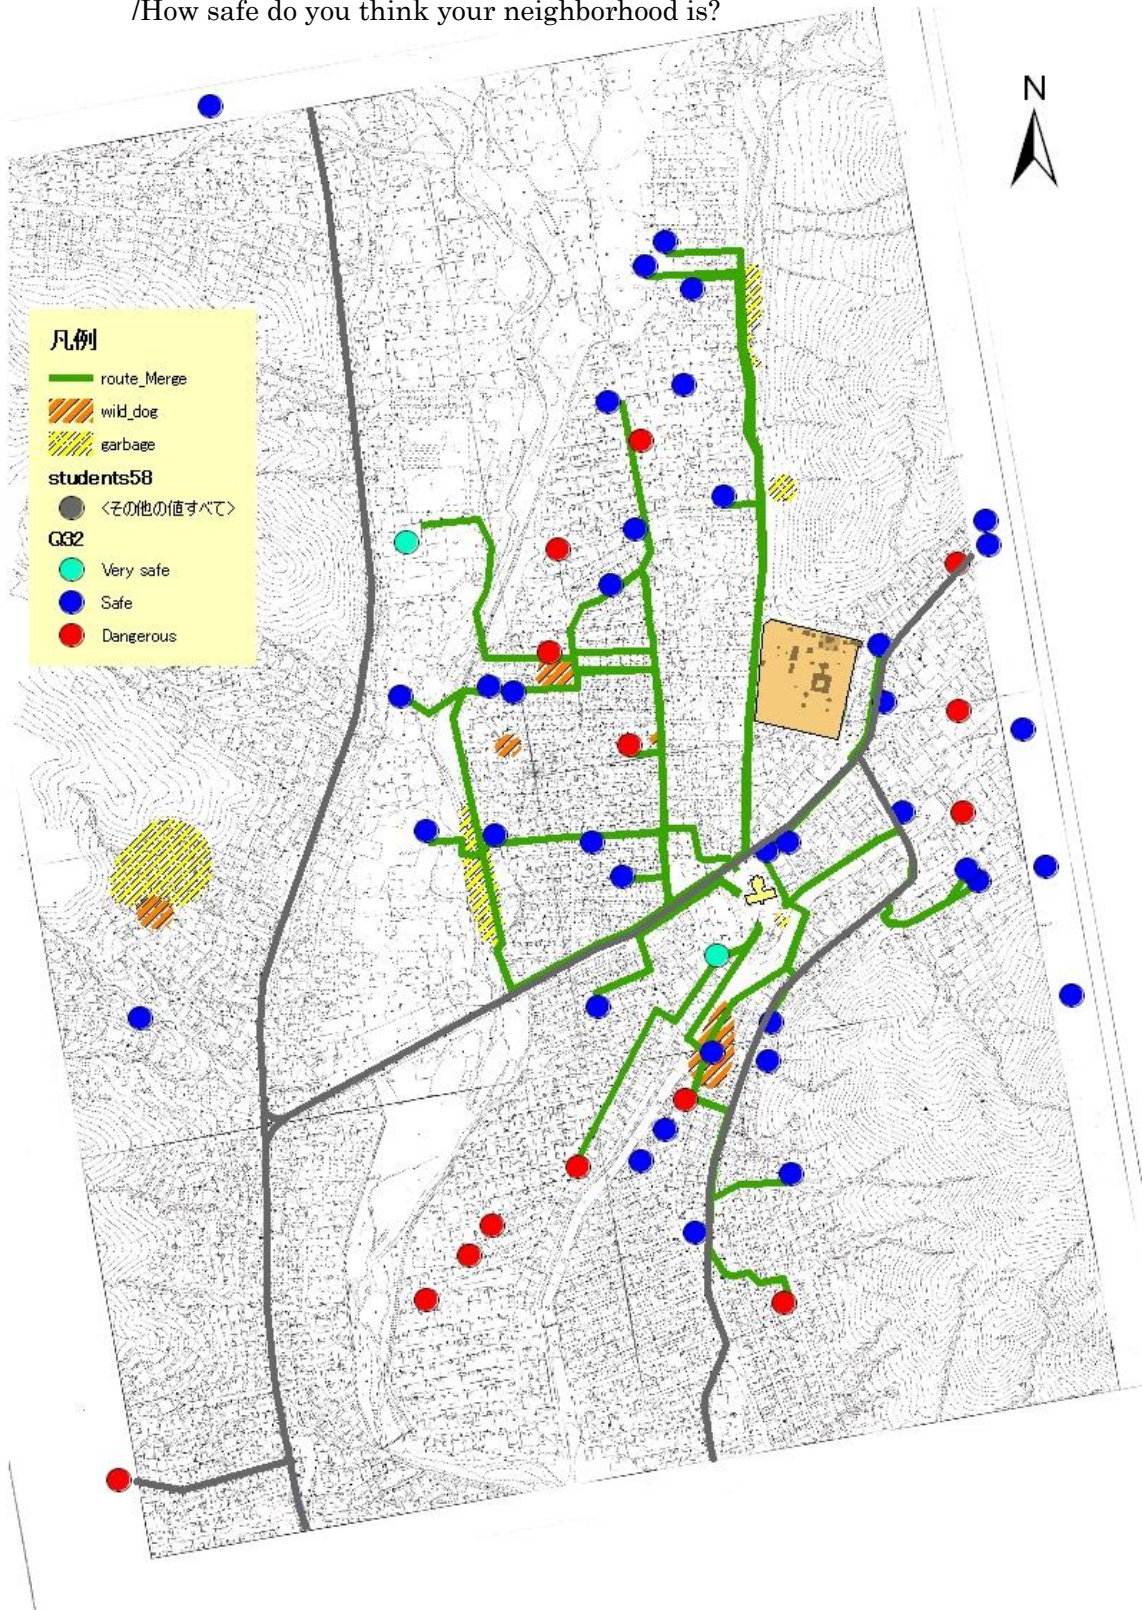 /How safe do you think your neighborhood is?
N
凡例
route_Merge
wild_dog
garbage
students58
<その他の値すべて>
Q32
Very safe
Safe
Dangerous